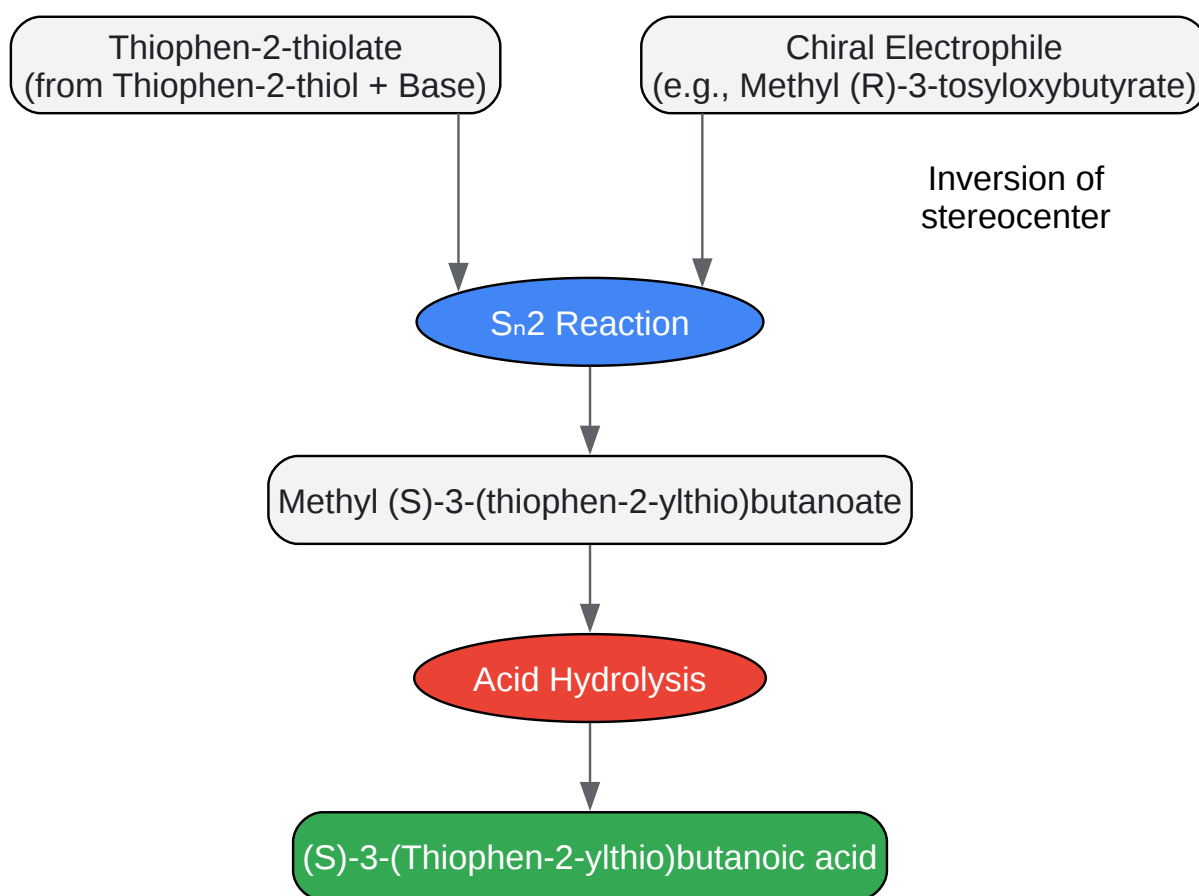 Thiophen-2-thiolate
(from Thiophen-2-thiol + Base)
Chiral Electrophile
(e.g., Methyl (R)-3-tosyloxybutyrate)
Inversion of
stereocenter
Sₙ2 Reaction
Methyl (S)-3-(thiophen-2-ylthio)butanoate
Acid Hydrolysis
(S)-3-(Thiophen-2-ylthio)butanoic acid